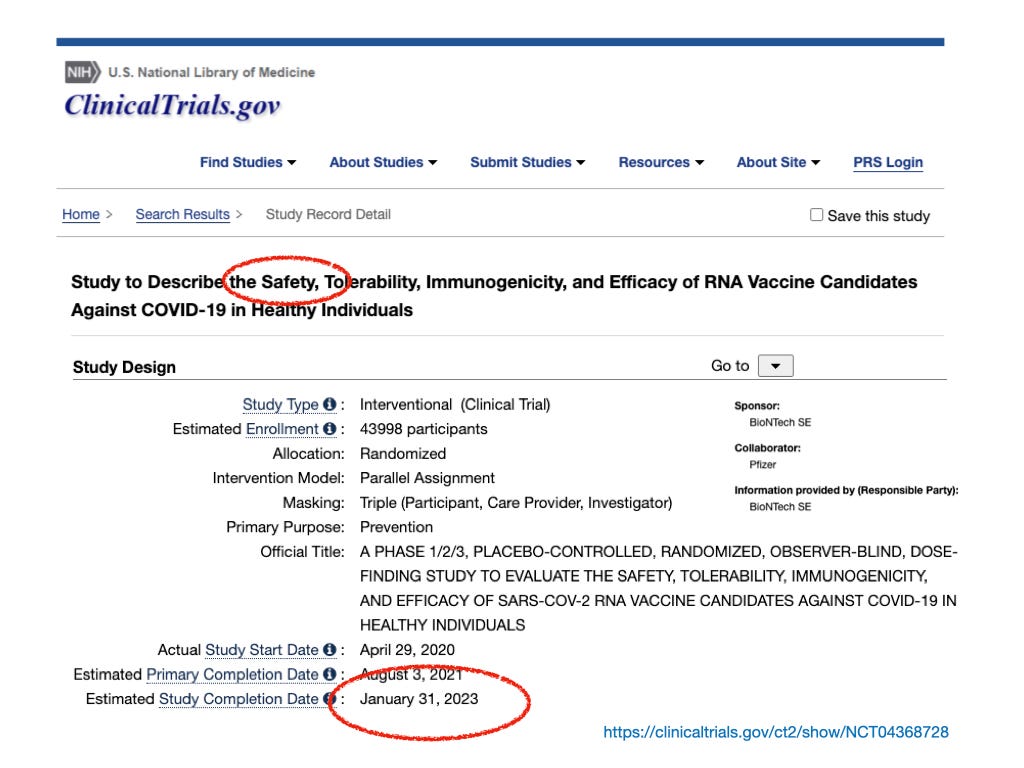 NIH U.S. National Library of Medicine
ClinicalTrials.gov
Find Studies About Studies Submit Studies Resources About Site PRS Login
Home > Search Results > Study Record Detail Save this study
Study to Describe the Safety, Tolerability, Immunogenicity, and Efficacy of RNA Vaccine Candidates
Against COVID-19 in Healthy Individuals
Study Design Go to
Study Type : Interventional (Clinical Trial)
Estimated Enrollment : 43998 participants
Allocation: Randomized
Intervention Model: Parallel Assignment
Masking: Triple (Participant, Care Provider, Investigator)
Primary Purpose: Prevention
Official Title: A PHASE 1/2/3, PLACEBO-CONTROLLED, RANDOMIZED, OBSERVER-BLIND, DOSE-
FINDING STUDY TO EVALUATE THE SAFETY, TOLERABILITY, IMMUNOGENICITY,
AND EFFICACY OF SARS-COV-2 RNA VACCINE CANDIDATES AGAINST COVID-19 IN
HEALTHY INDIVIDUALS
Actual Study Start Date : April 29, 2020
Estimated Primary Completion Date : August 3, 2021
Estimated Study Completion Date : January 31, 2023
Sponsor:
BioNTech SE
Collaborator:
Pfizer
Information provided by (Responsible Party):
BioNTech SE
https://clinicaltrials.gov/ct2/show/NCT04368728